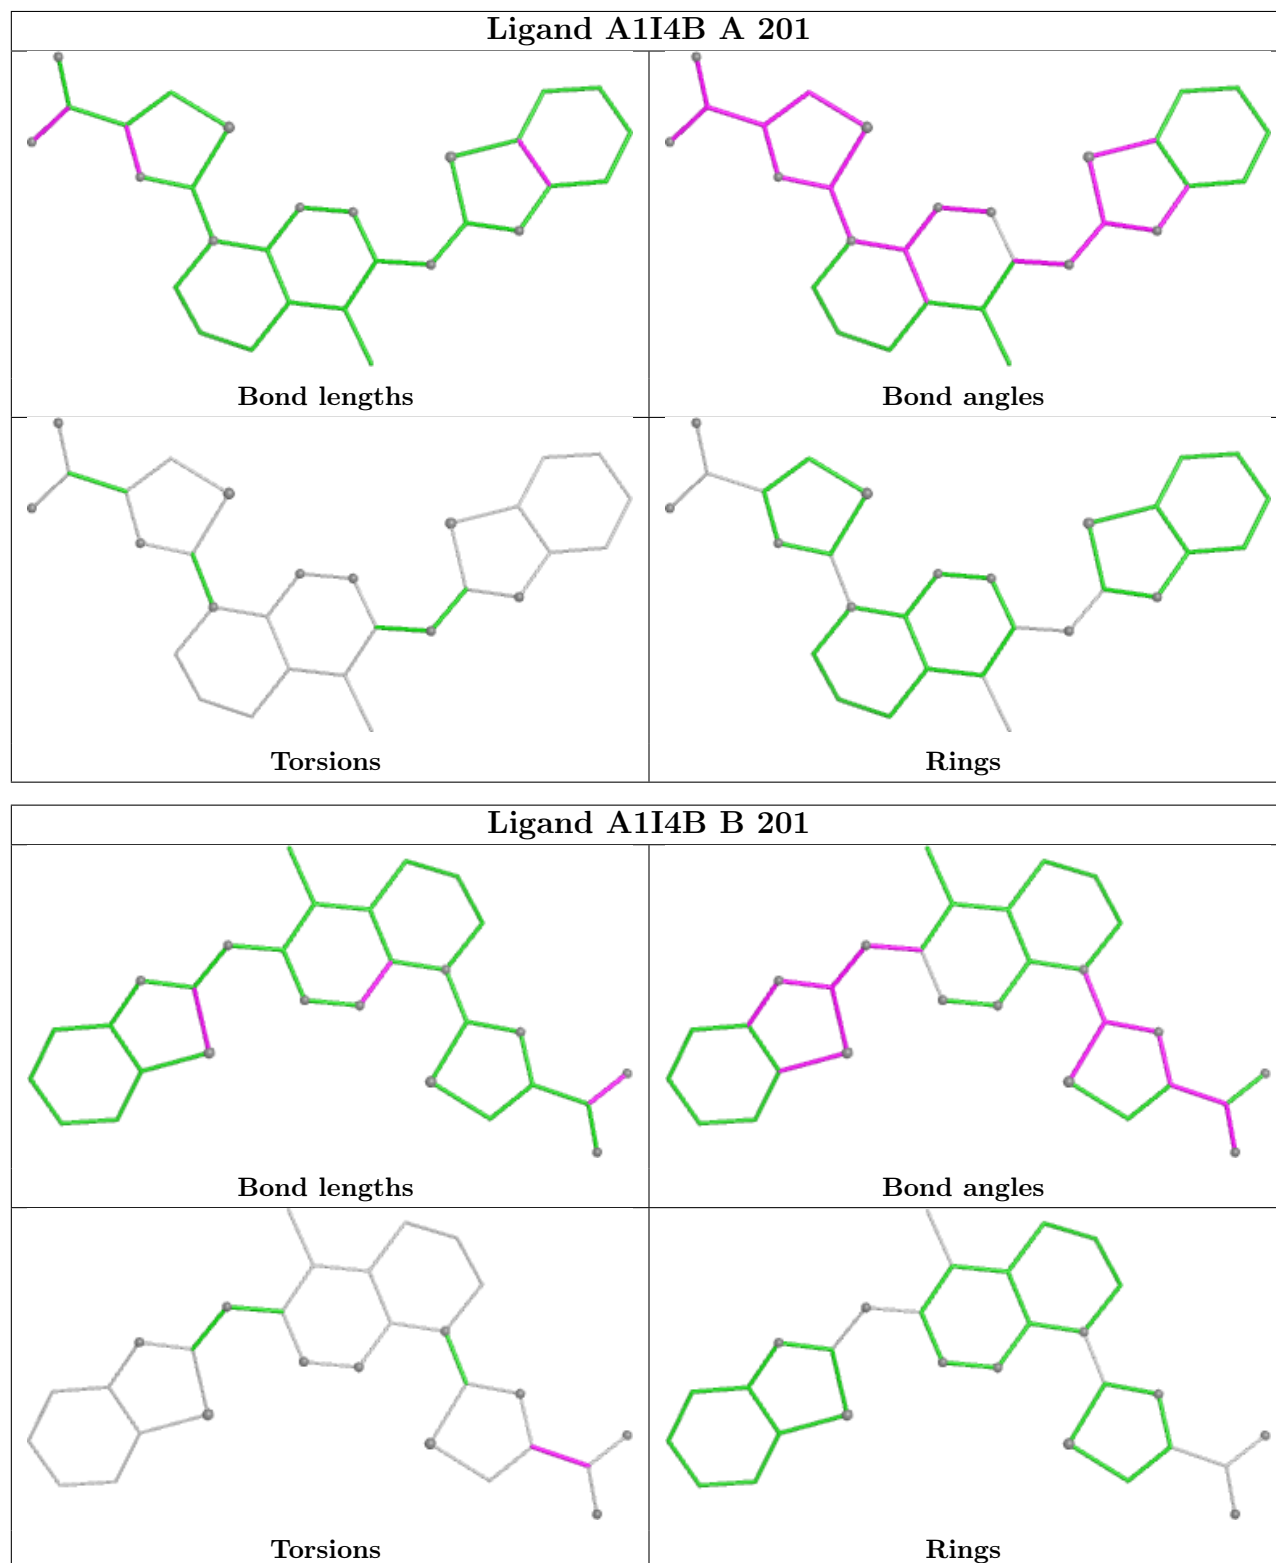 Ligand A1I4B A 201
Bond lengths
Bond angles
Torsions
Rings
Ligand A1I4B B 201
Bond lengths
Bond angles
Torsions
Rings